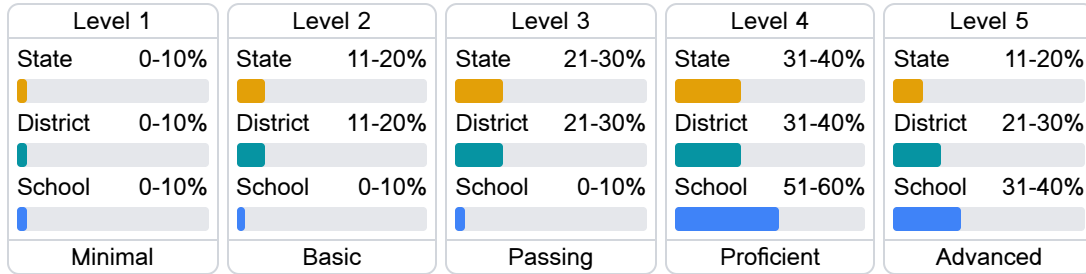 Level 1
State 0-10%
District 0-10%
School 0-10%
Minimal
Level 2
State 11-20%
District 11-20%
School 0-10%
Basic
Level 3
State 21-30%
District 21-30%
School 0-10%
Passing
Level 4
State 31-40%
District 31-40%
School 51-60%
Proficient
Level 5
State 11-20%
District 21-30%
School 31-40%
Advanced